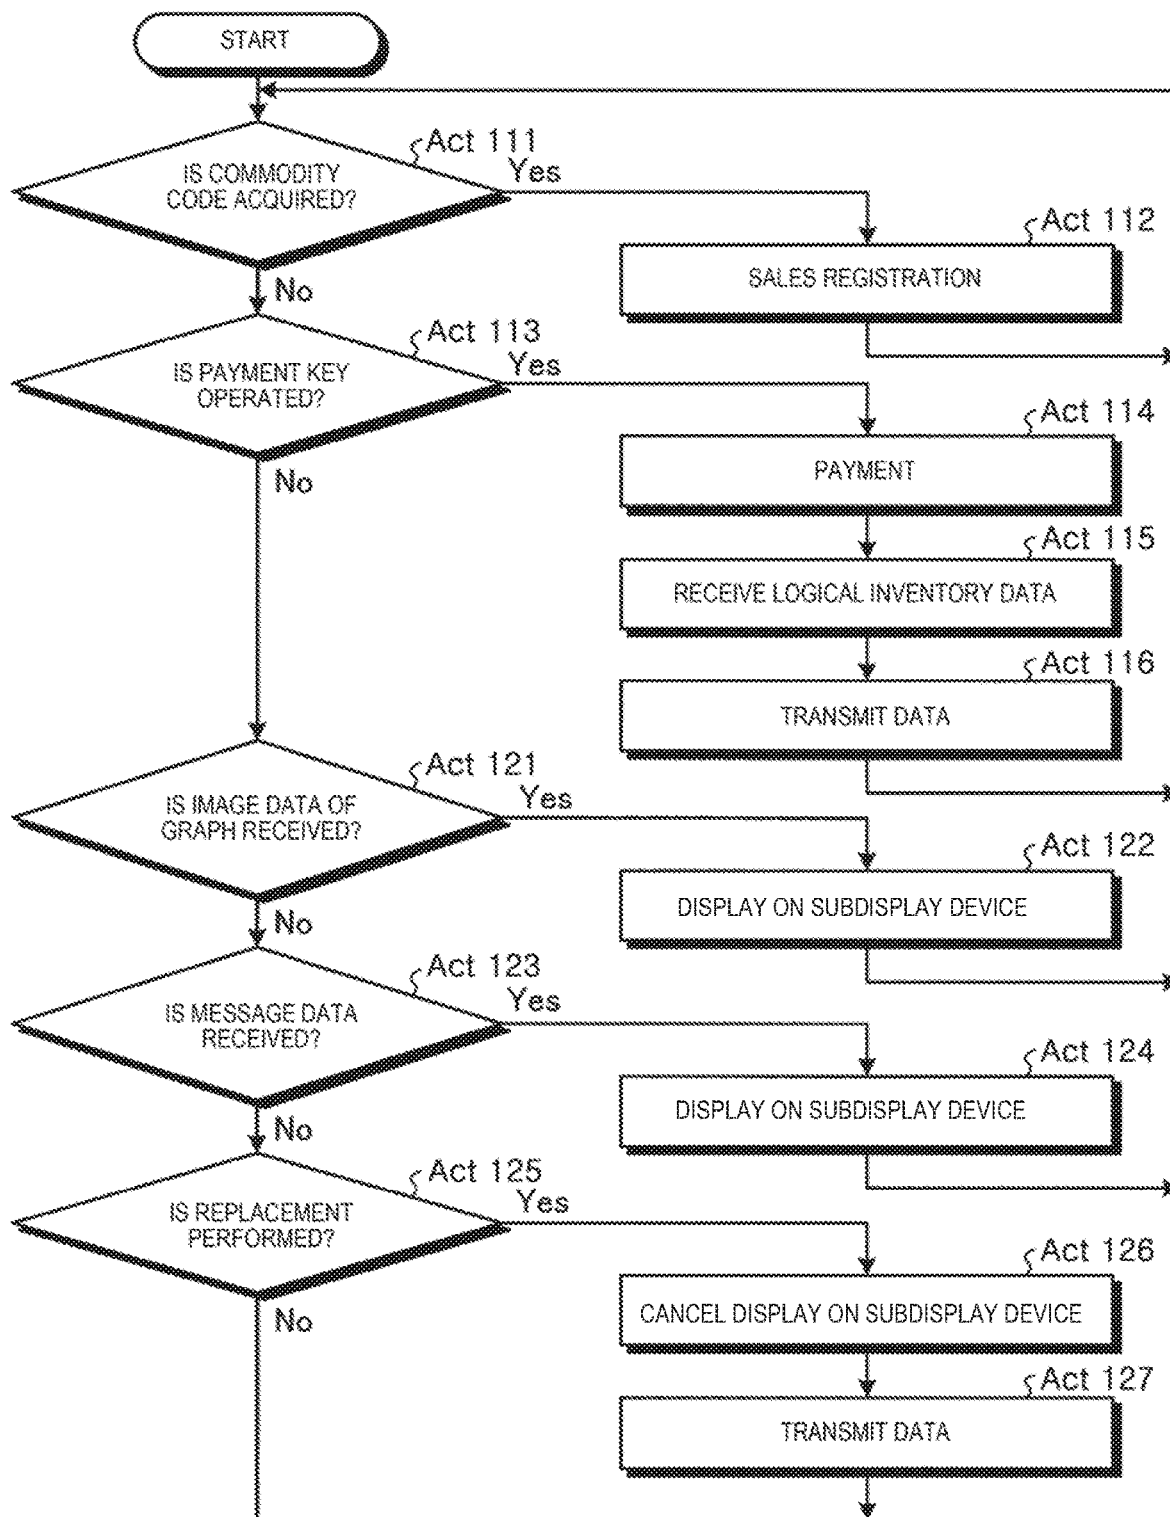 START
Act 111
IS COMMODITY
CODE ACQUIRED?
Yes
Act 112
SALES REGISTRATION
No
Act 113
IS PAYMENT KEY
OPERATED?
Yes
Act 114
PAYMENT
No
Act 115
RECEIVE LOGICAL INVENTORY DATA
Act 116
TRANSMIT DATA
Act 121
IS IMAGE DATA OF
GRAPH RECEIVED?
Yes
Act 122
DISPLAY ON SUBDISPLAY DEVICE
No
Act 123
IS MESSAGE DATA
RECEIVED?
Yes
Act 124
DISPLAY ON SUBDISPLAY DEVICE
No
Act 125
IS REPLACEMENT
PERFORMED?
Yes
Act 126
CANCEL DISPLAY ON SUBDISPLAY DEVICE
No
Act 127
TRANSMIT DATA